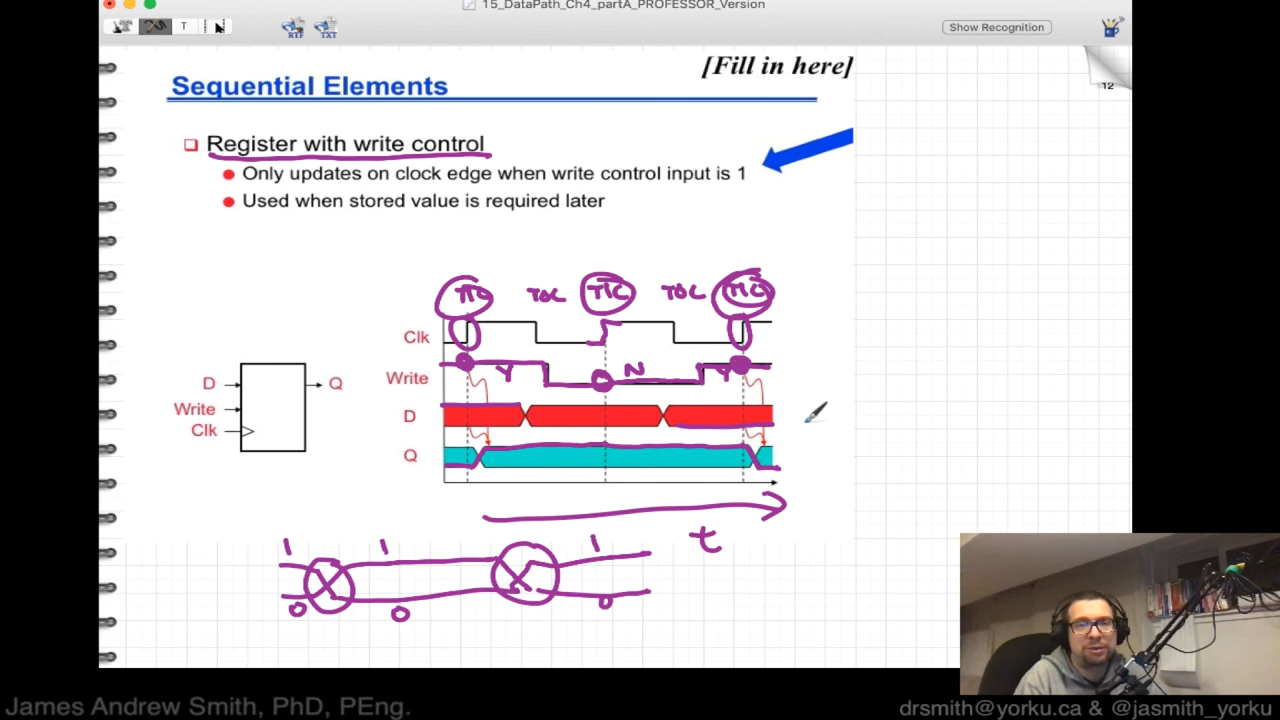 15_DataPath_Ch4_partA_PROFESSOR_Version
T
RTF
TXT
Show Recognition
[Fill in here]
12
Sequential Elements
Register with write control
Only updates on clock edge when write control input is 1
Used when stored value is required later
TIC TOC TIC TOC TIC
Clk
Write
Y N Y
D
Q
D Q
Write
Clk
t
1 1 1
0 0 0
James Andrew Smith, PhD, PEng.
drsmith@yorku.ca & @jasmith_yorku